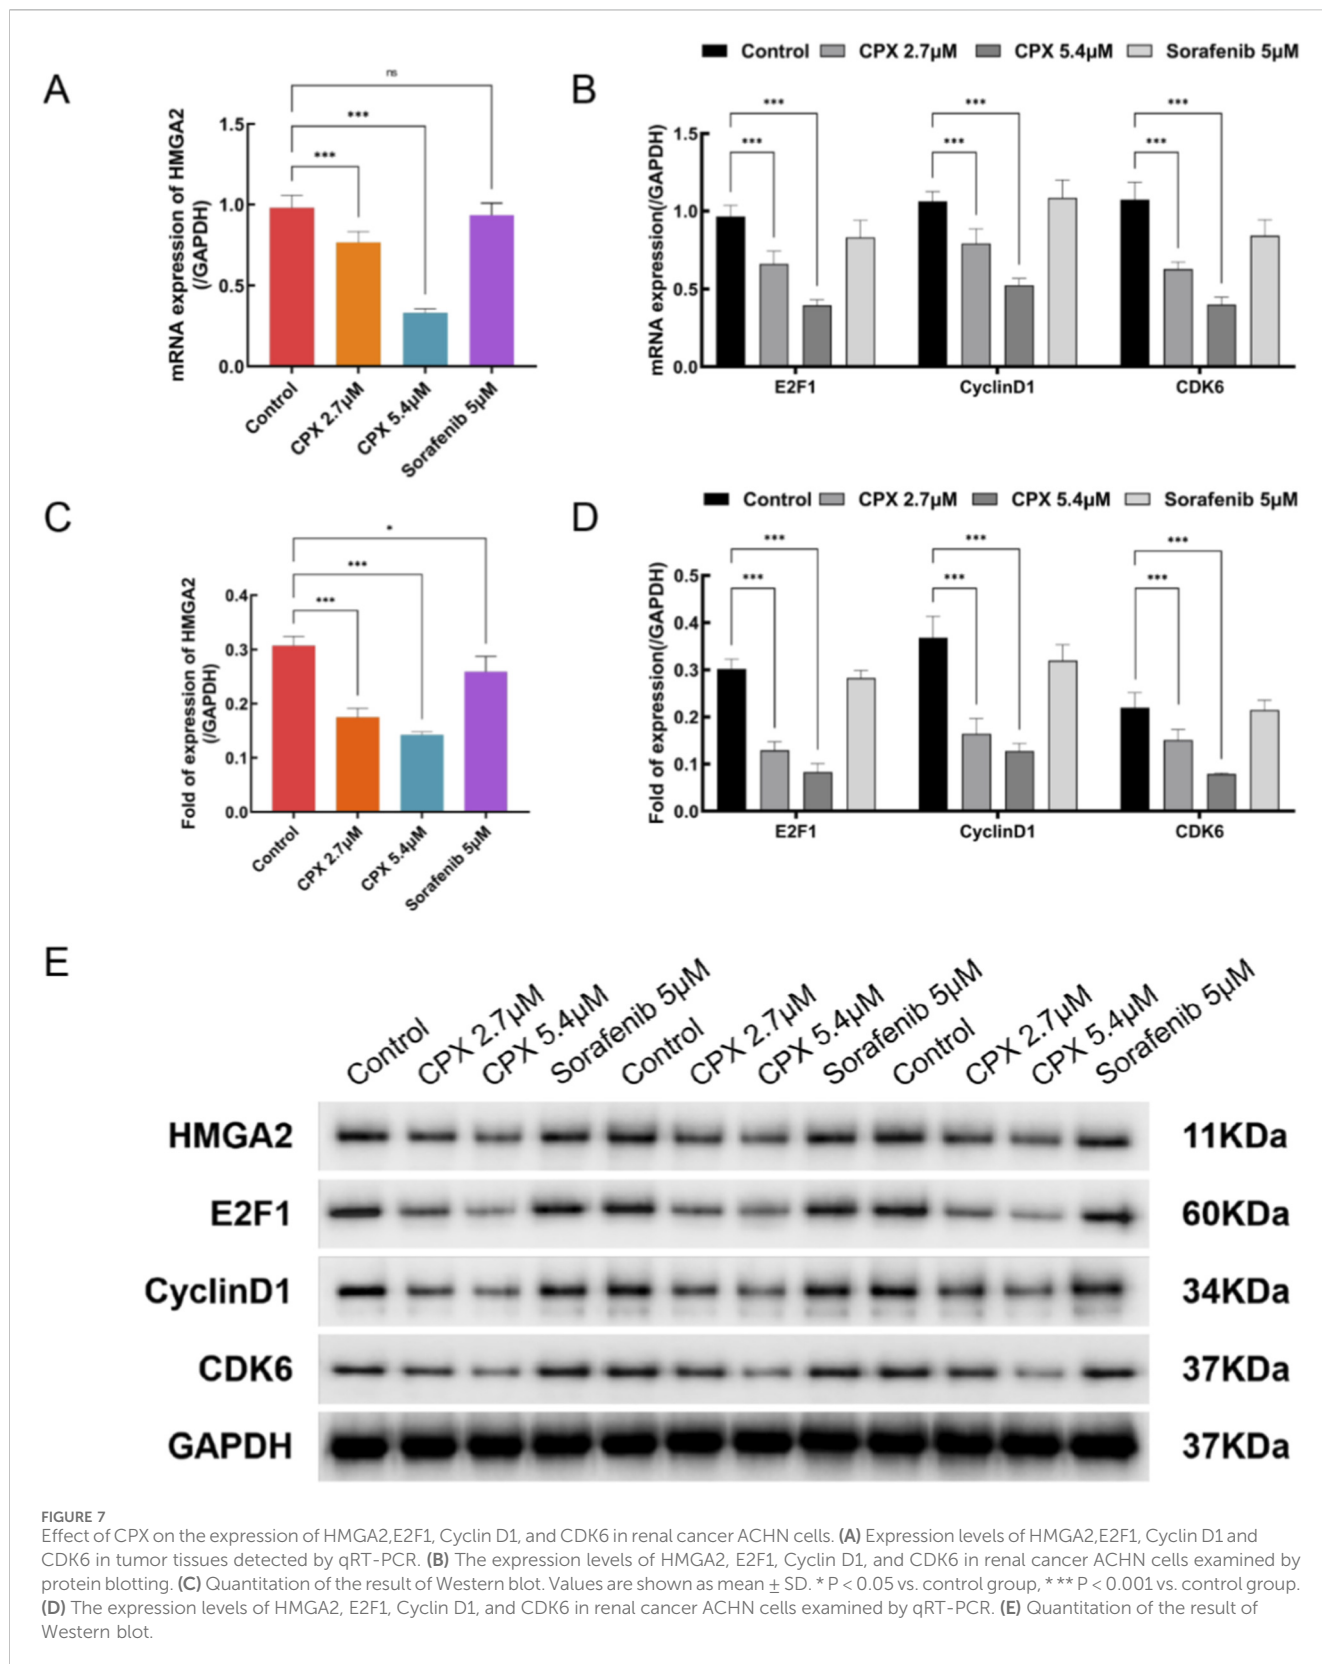 A
ns
***
***
mRNA expression of HMGA2
(/GAPDH)
1.5
1.0
0.5
0.0
Control
CPX 2.7μM
CPX 5.4μM
Sorafenib 5μM
B
Control CPX 2.7μM CPX 5.4μM Sorafenib 5μM
*** *** ***
*** *** ***
mRNA expression(/GAPDH)
1.5
1.0
0.5
0.0
E2F1 CyclinD1 CDK6
C
*
***
***
Fold of expression of HMGA2
(/GAPDH)
0.4
0.3
0.2
0.1
0.0
Control
CPX 2.7μM
CPX 5.4μM
Sorafenib 5μM
D
Control CPX 2.7μM CPX 5.4μM Sorafenib 5μM
*** *** ***
*** *** ***
Fold of expression(/GAPDH)
0.5
0.4
0.3
0.2
0.1
0.0
E2F1 CyclinD1 CDK6
E
Control CPX 2.7μM CPX 5.4μM Sorafenib 5μM Control CPX 2.7μM CPX 5.4μM Sorafenib 5μM Control CPX 2.7μM CPX 5.4μM Sorafenib 5μM
HMGA2 11KDa
E2F1 60KDa
CyclinD1 34KDa
CDK6 37KDa
GAPDH 37KDa
FIGURE 7
Effect of CPX on the expression of HMGA2,E2F1, Cyclin D1, and CDK6 in renal cancer ACHN cells. (A) Expression levels of HMGA2,E2F1, Cyclin D1 and
CDK6 in tumor tissues detected by qRT-PCR. (B) The expression levels of HMGA2, E2F1, Cyclin D1, and CDK6 in renal cancer ACHN cells examined by
protein blotting. (C) Quantitation of the result of Western blot. Values are shown as mean ± SD. * P < 0.05 vs. control group, * ** P < 0.001 vs. control group.
(D) The expression levels of HMGA2, E2F1, Cyclin D1, and CDK6 in renal cancer ACHN cells examined by qRT-PCR. (E) Quantitation of the result of
Western blot.